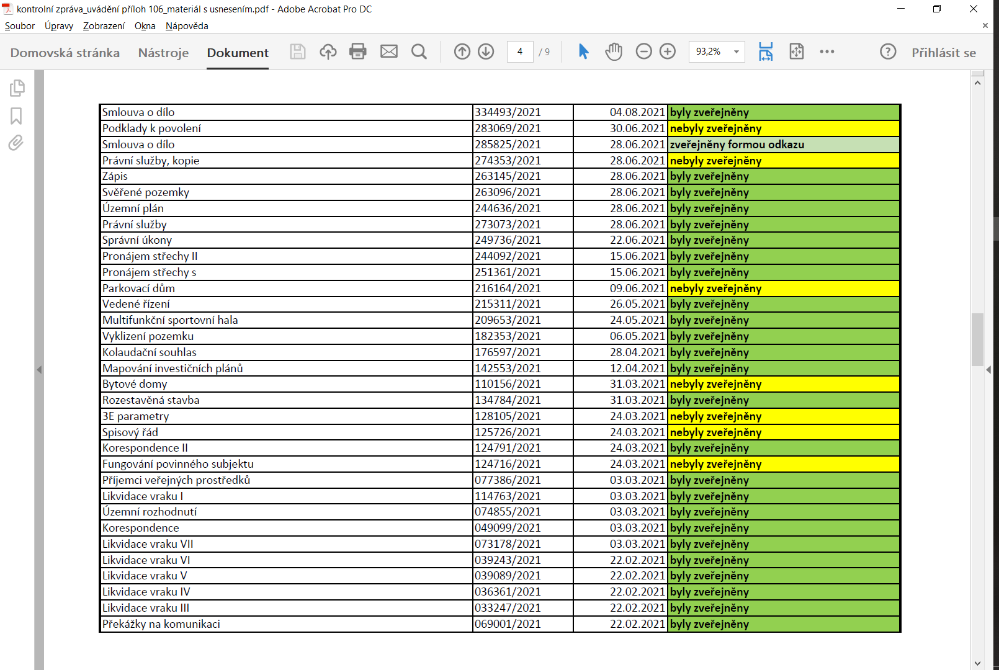 kontrolní zpráva_uvádění příloh 106_materiál s usnesením.pdf - Adobe Acrobat Pro DC
Soubor Úpravy Zobrazení Okna Nápověda
Domovská stránka Nástroje Dokument 4 / 9 93,2% Přihlásit se
Smlouva o dílo 334493/2021 04.08.2021 byly zveřejněny
Podklady k povolení 283069/2021 30.06.2021 nebyly zveřejněny
Smlouva o dílo 285825/2021 28.06.2021 zveřejněny formou odkazu
Právní služby, kopie 274353/2021 28.06.2021 nebyly zveřejněny
Zápis 263145/2021 28.06.2021 byly zveřejněny
Svěřené pozemky 263096/2021 28.06.2021 byly zveřejněny
Územní plán 244636/2021 28.06.2021 byly zveřejněny
Právní služby 273073/2021 28.06.2021 byly zveřejněny
Správní úkony 249736/2021 22.06.2021 byly zveřejněny
Pronájem střechy II 244092/2021 15.06.2021 byly zveřejněny
Pronájem střechy s 251361/2021 15.06.2021 byly zveřejněny
Parkovací dům 216164/2021 09.06.2021 nebyly zveřejněny
Vedené řízení 215311/2021 26.05.2021 byly zveřejněny
Multifunkční sportovní hala 209653/2021 24.05.2021 byly zveřejněny
Vyklizení pozemku 182353/2021 06.05.2021 byly zveřejněny
Kolaudační souhlas 176597/2021 28.04.2021 byly zveřejněny
Mapování investičních plánů 142553/2021 12.04.2021 byly zveřejněny
Bytové domy 110156/2021 31.03.2021 nebyly zveřejněny
Rozestavěná stavba 134784/2021 31.03.2021 byly zveřejněny
3E parametry 128105/2021 24.03.2021 nebyly zveřejněny
Spisový řád 125726/2021 24.03.2021 nebyly zveřejněny
Korespondence II 124791/2021 24.03.2021 byly zveřejněny
Fungování povinného subjektu 124716/2021 24.03.2021 nebyly zveřejněny
Příjemci veřejných prostředků 077386/2021 03.03.2021 byly zveřejněny
Likvidace vraku I 114763/2021 03.03.2021 byly zveřejněny
Územní rozhodnutí 074855/2021 03.03.2021 byly zveřejněny
Korespondence 049099/2021 03.03.2021 byly zveřejněny
Likvidace vraku VII 073178/2021 03.03.2021 byly zveřejněny
Likvidace vraku VI 039243/2021 22.02.2021 byly zveřejněny
Likvidace vraku V 039089/2021 22.02.2021 byly zveřejněny
Likvidace vraku IV 036361/2021 22.02.2021 byly zveřejněny
Likvidace vraku III 033247/2021 22.02.2021 byly zveřejněny
Překážky na komunikaci 069001/2021 22.02.2021 byly zveřejněny